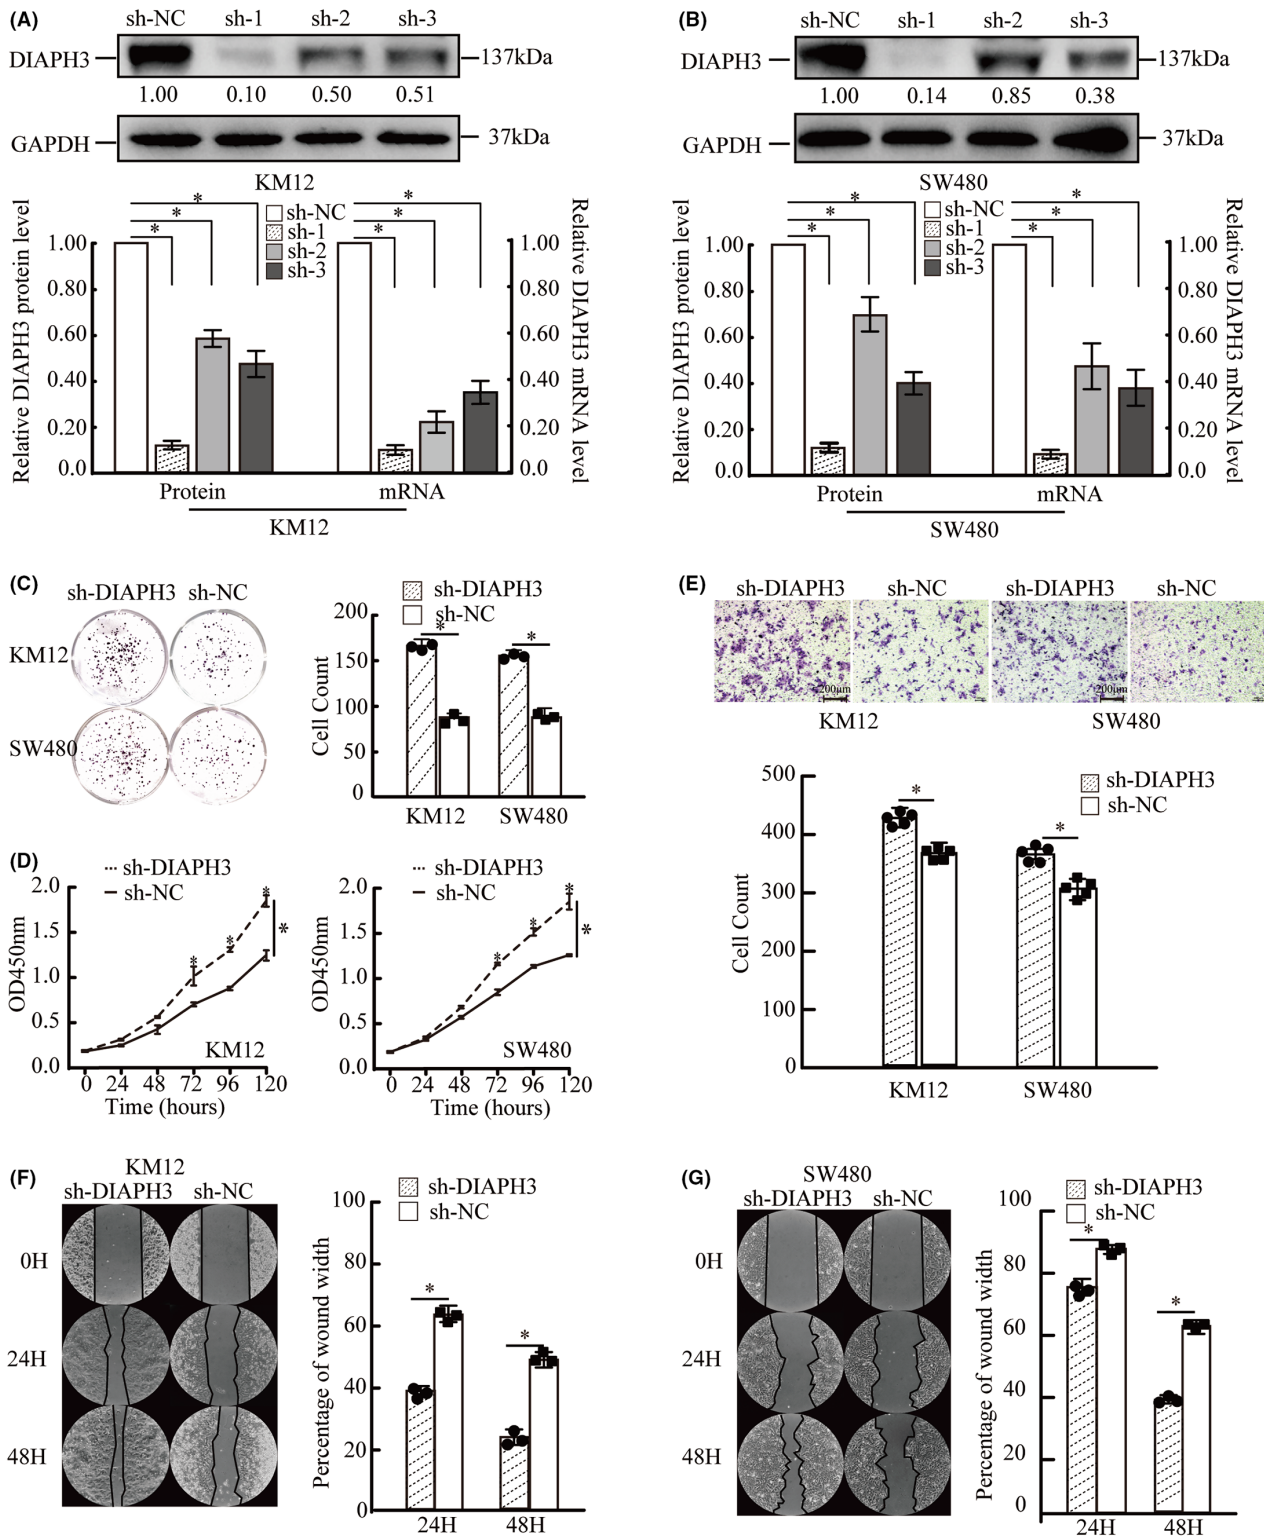 (A)
sh-NC sh-1 sh-2 sh-3
DIAPH3 137kDa
1.00 0.10 0.50 0.51
GAPDH 37kDa
KM12
* * *
* * *
sh-NC
sh-1
sh-2
sh-3
Relative DIAPH3 protein level
1.00
0.80
0.60
0.40
0.20
0.0
Relative DIAPH3 mRNA level
1.00
0.80
0.60
0.40
0.20
0.0
Protein mRNA
KM12
(B)
sh-NC sh-1 sh-2 sh-3
DIAPH3 137kDa
1.00 0.14 0.85 0.38
GAPDH 37kDa
SW480
* * *
* * *
sh-NC
sh-1
sh-2
sh-3
Relative DIAPH3 protein level
1.00
0.80
0.60
0.40
0.20
0.0
Relative DIAPH3 mRNA level
1.00
0.80
0.60
0.40
0.20
0.0
Protein mRNA
SW480
(C)
sh-DIAPH3 sh-NC
KM12
SW480
sh-DIAPH3
sh-NC
Cell Count
200
150
100
50
0
* *
KM12 SW480
(D)
sh-DIAPH3
sh-NC
OD450nm
2.0
1.5
1.0
0.5
0.0
* * * *
KM12
0 24 48 72 96 120
Time (hours)
sh-DIAPH3
sh-NC
OD450nm
2.0
1.5
1.0
0.5
0.0
* * * *
SW480
0 24 48 72 96 120
Time (hours)
(E)
sh-DIAPH3 sh-NC sh-DIAPH3 sh-NC
200μm 200μm
KM12 SW480
sh-DIAPH3
sh-NC
Cell Count
500
400
300
200
100
0
* *
KM12 SW480
(F)
KM12
sh-DIAPH3 sh-NC
0H
24H
48H
sh-DIAPH3
sh-NC
Percentage of wound width
100
80
60
40
20
0
* *
24H 48H
(G)
SW480
sh-DIAPH3 sh-NC
0H
24H
48H
sh-DIAPH3
sh-NC
Percentage of wound width
100
80
60
40
20
0
* *
24H 48H